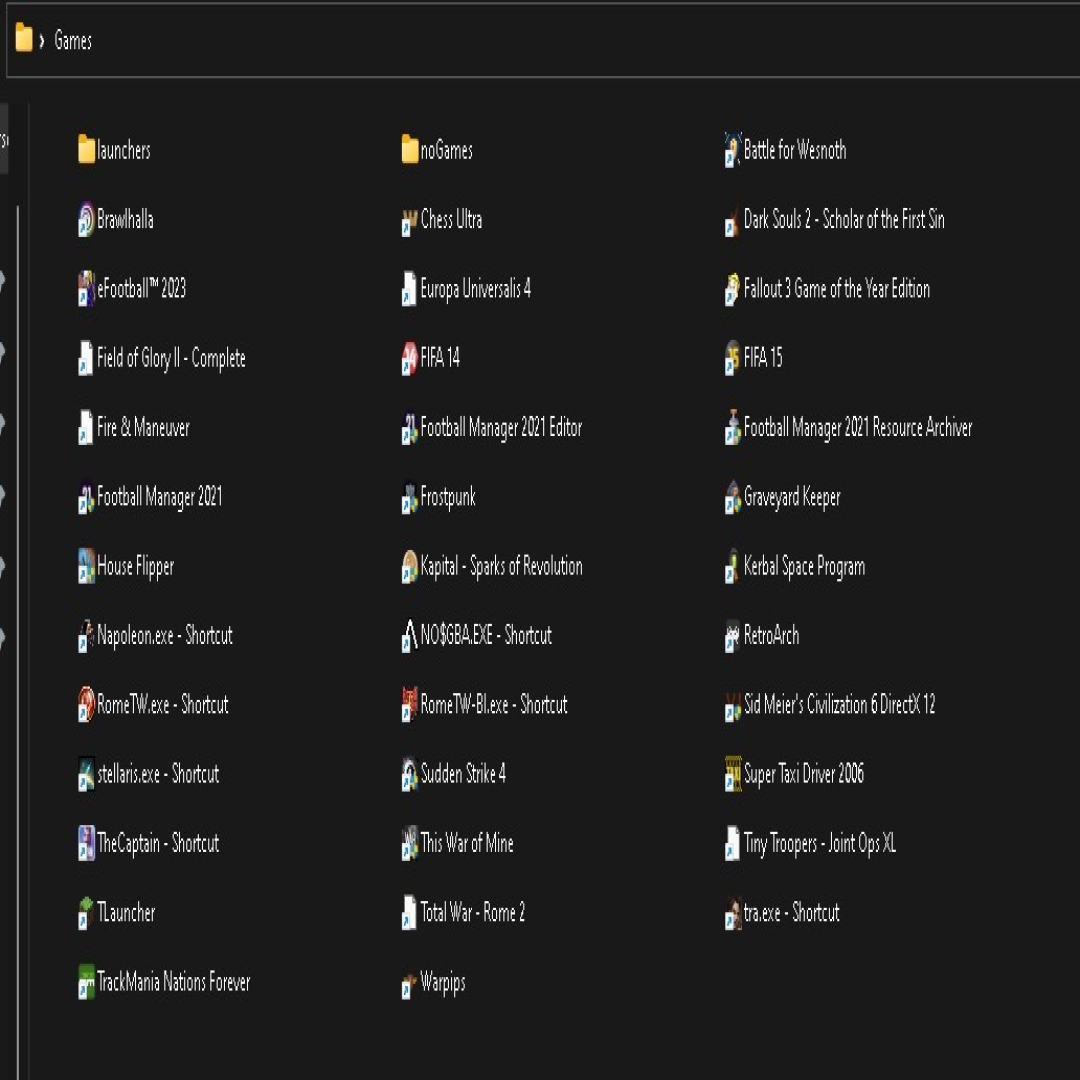 Games
launchers
noGames
Battle for Wesnoth
Brawlhalla
Chess Ultra
Dark Souls 2 - Scholar of the First Sin
eFootball™ 2023
Europa Universalis 4
Fallout 3 Game of the Year Edition
Field of Glory II - Complete
FIFA 14
FIFA 15
Fire & Maneuver
Football Manager 2021 Editor
Football Manager 2021 Resource Archiver
Football Manager 2021
Frostpunk
Graveyard Keeper
House Flipper
Kapital - Sparks of Revolution
Kerbal Space Program
Napoleon.exe - Shortcut
NO$GBA.EXE - Shortcut
RetroArch
RomeTW.exe - Shortcut
RomeTW-BI.exe - Shortcut
Sid Meier's Civilization 6 DirectX 12
stellaris.exe - Shortcut
Sudden Strike 4
Super Taxi Driver 2006
TheCaptain - Shortcut
This War of Mine
Tiny Troopers - Joint Ops XL
TLauncher
Total War - Rome 2
tra.exe - Shortcut
TrackMania Nations Forever
Warpips